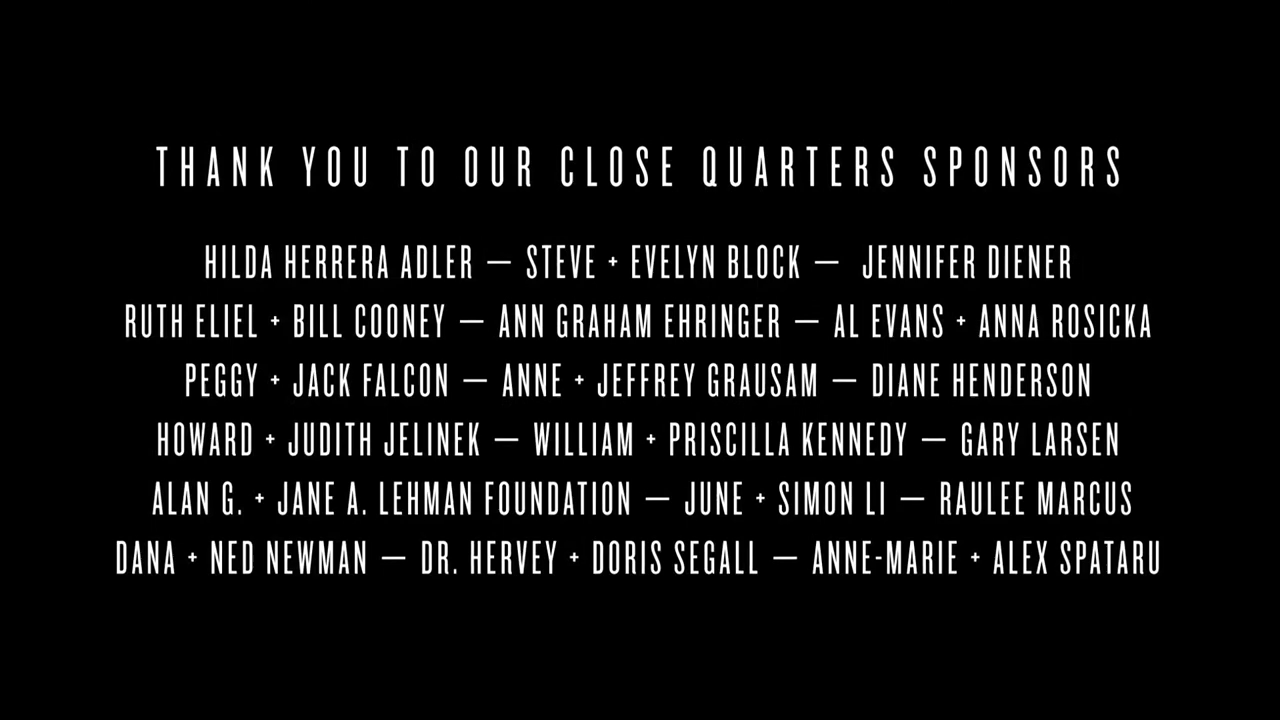 THANK YOU TO OUR CLOSE QUARTERS SPONSORS
HILDA HERRERA ADLER — STEVE + EVELYN BLOCK — JENNIFER DIENER
RUTH ELIEL + BILL COONEY — ANN GRAHAM EHRINGER — AL EVANS + ANNA ROSICKA
PEGGY + JACK FALCON — ANNE + JEFFREY GRAUSAM — DIANE HENDERSON
HOWARD + JUDITH JELINEK — WILLIAM + PRISCILLA KENNEDY — GARY LARSEN
ALAN G. + JANE A. LEHMAN FOUNDATION — JUNE + SIMON LI — RAULEE MARCUS
DANA + NED NEWMAN — DR. HERVEY + DORIS SEGALL — ANNE-MARIE + ALEX SPATARU